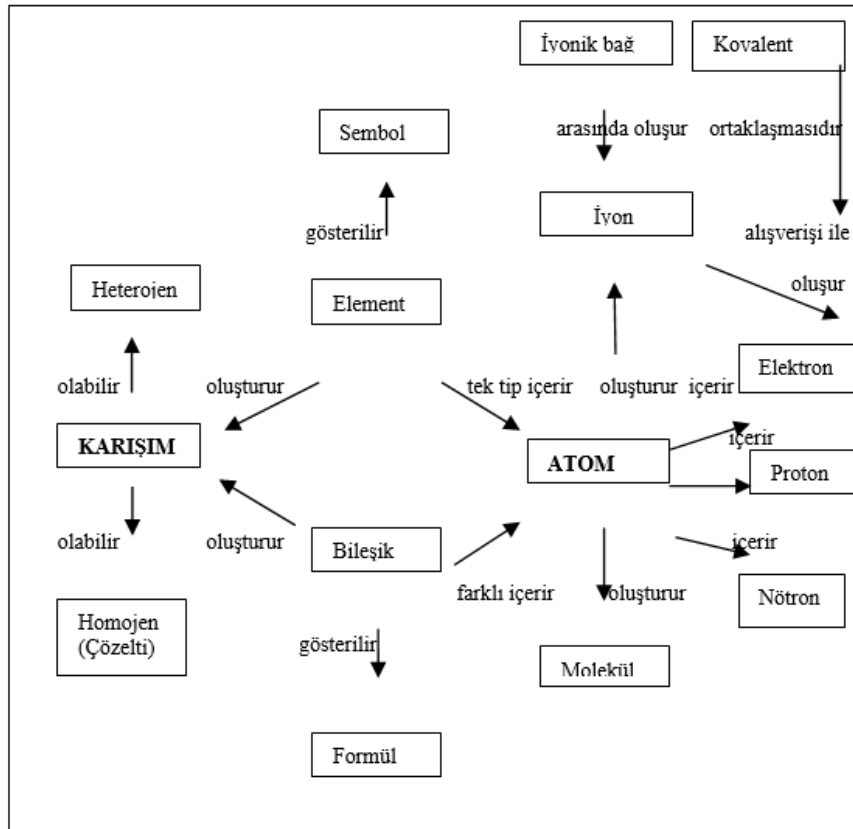 İyonik bağ
Kovalent
Sembol
arasında oluşur
ortaklaşmasıdır
İyon
gösterilir
alışverişi ile
oluşur
Heterojen
Element
Elektron
olabilir
oluşturur
tek tip içerir
oluşturur
içerir
KARIŞIM
ATOM
içerir
Proton
olabilir
oluşturur
Bileşik
içerir
farklı içerir
oluşturur
Nötron
Homojen
(Çözelti)
gösterilir
Molekül
Formül